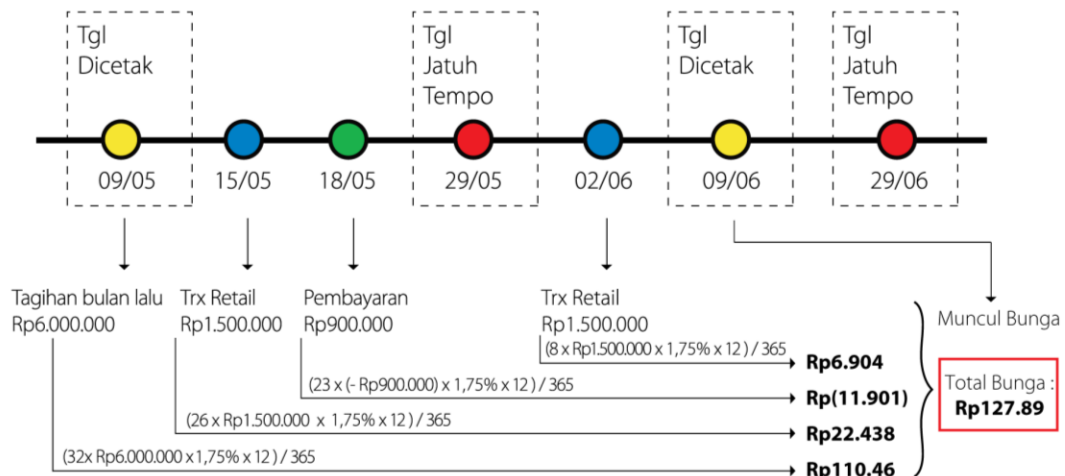 Tgl
Dicetak
Tgl
Jatuh
Tempo
Tgl
Dicetak
Tgl
Jatuh
Tempo
09/05
15/05
18/05
29/05
02/06
09/06
29/06
Tagihan bulan lalu
Rp6.000.000
Trx Retail
Rp1.500.000
Pembayaran
Rp900.000
Trx Retail
Rp1.500.000
Muncul Bunga
(8 x Rp1.500.000 x 1,75% x 12 ) / 365
Rp6.904
(23 x (- Rp900.000) x 1,75% x 12 ) / 365
Rp(11.901)
(26 x Rp1.500.000 x 1,75% x 12 ) / 365
Rp22.438
(32x Rp6.000.000 x 1,75% x 12 ) / 365
Rp110.46
Total Bunga :
Rp127.89